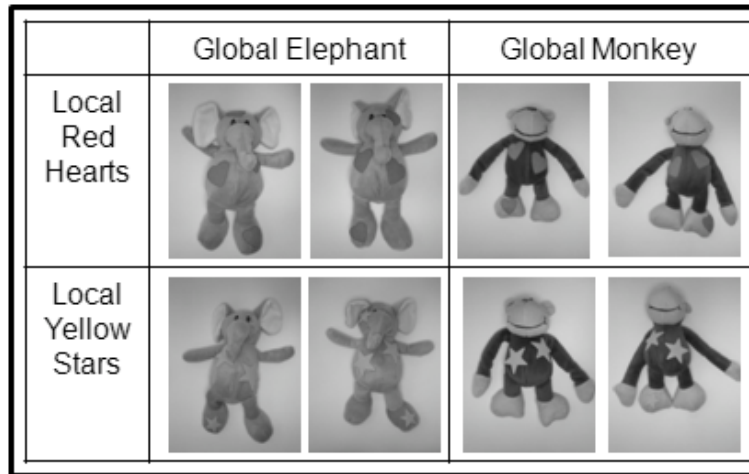 Global Elephant
Global Monkey
Local
Red
Hearts
Local
Yellow
Stars